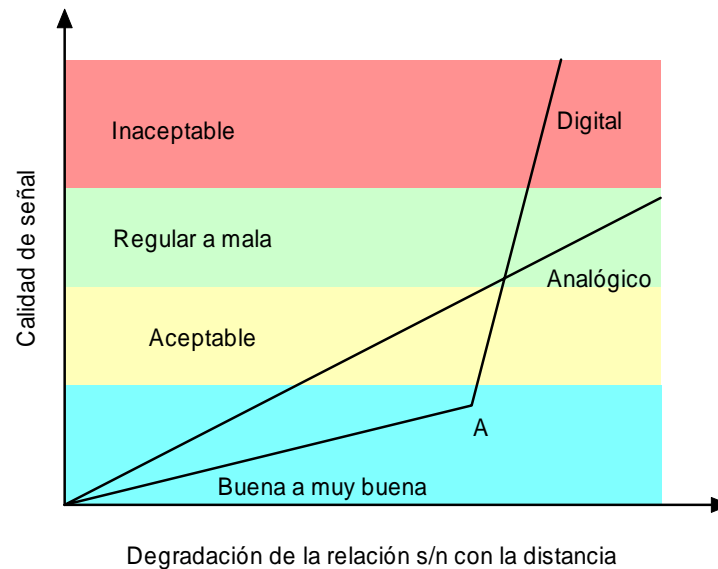 Inaceptable
Digital
Calidad de señal
Regular a mala
Analógico
Aceptable
A
Buena a muy buena
Degradación de la relación s/n con la distancia